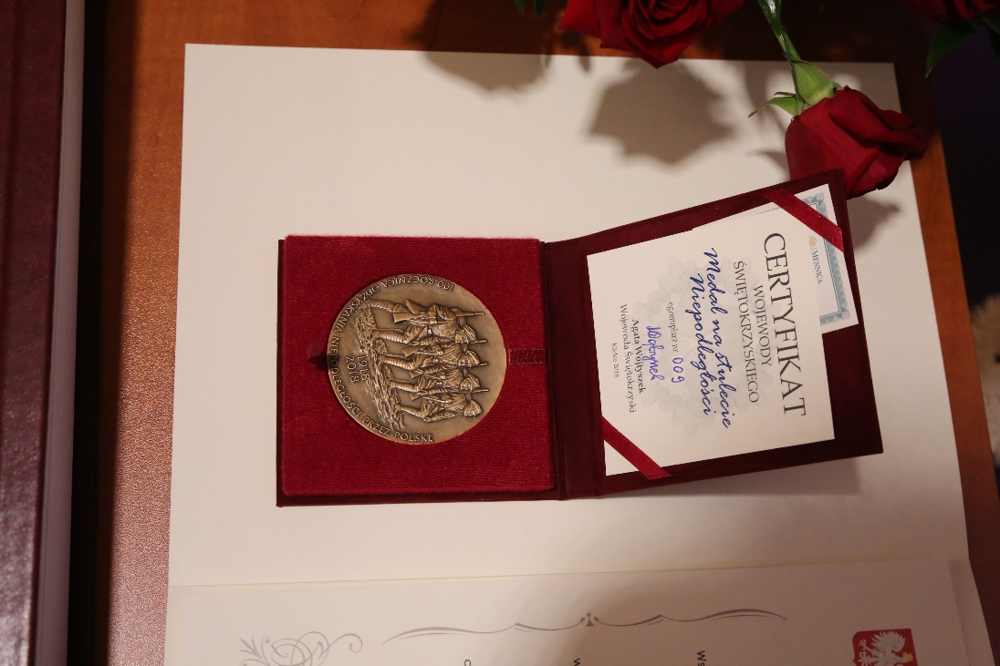 MENNICA
CERTYFIKAT
WOJEWODY
ŚWIĘTOKRZYSKIEGO
Medal na stulecie
Niepodległości
egzemplarz nr 009
Agata Wojtyszek
Wojewoda Świętokrzyski
Kielce 2018
100 ROCZNICA ODZYSKANIA NIEPODLEGŁOŚCI PRZEZ POLSKĘ
1918
2018